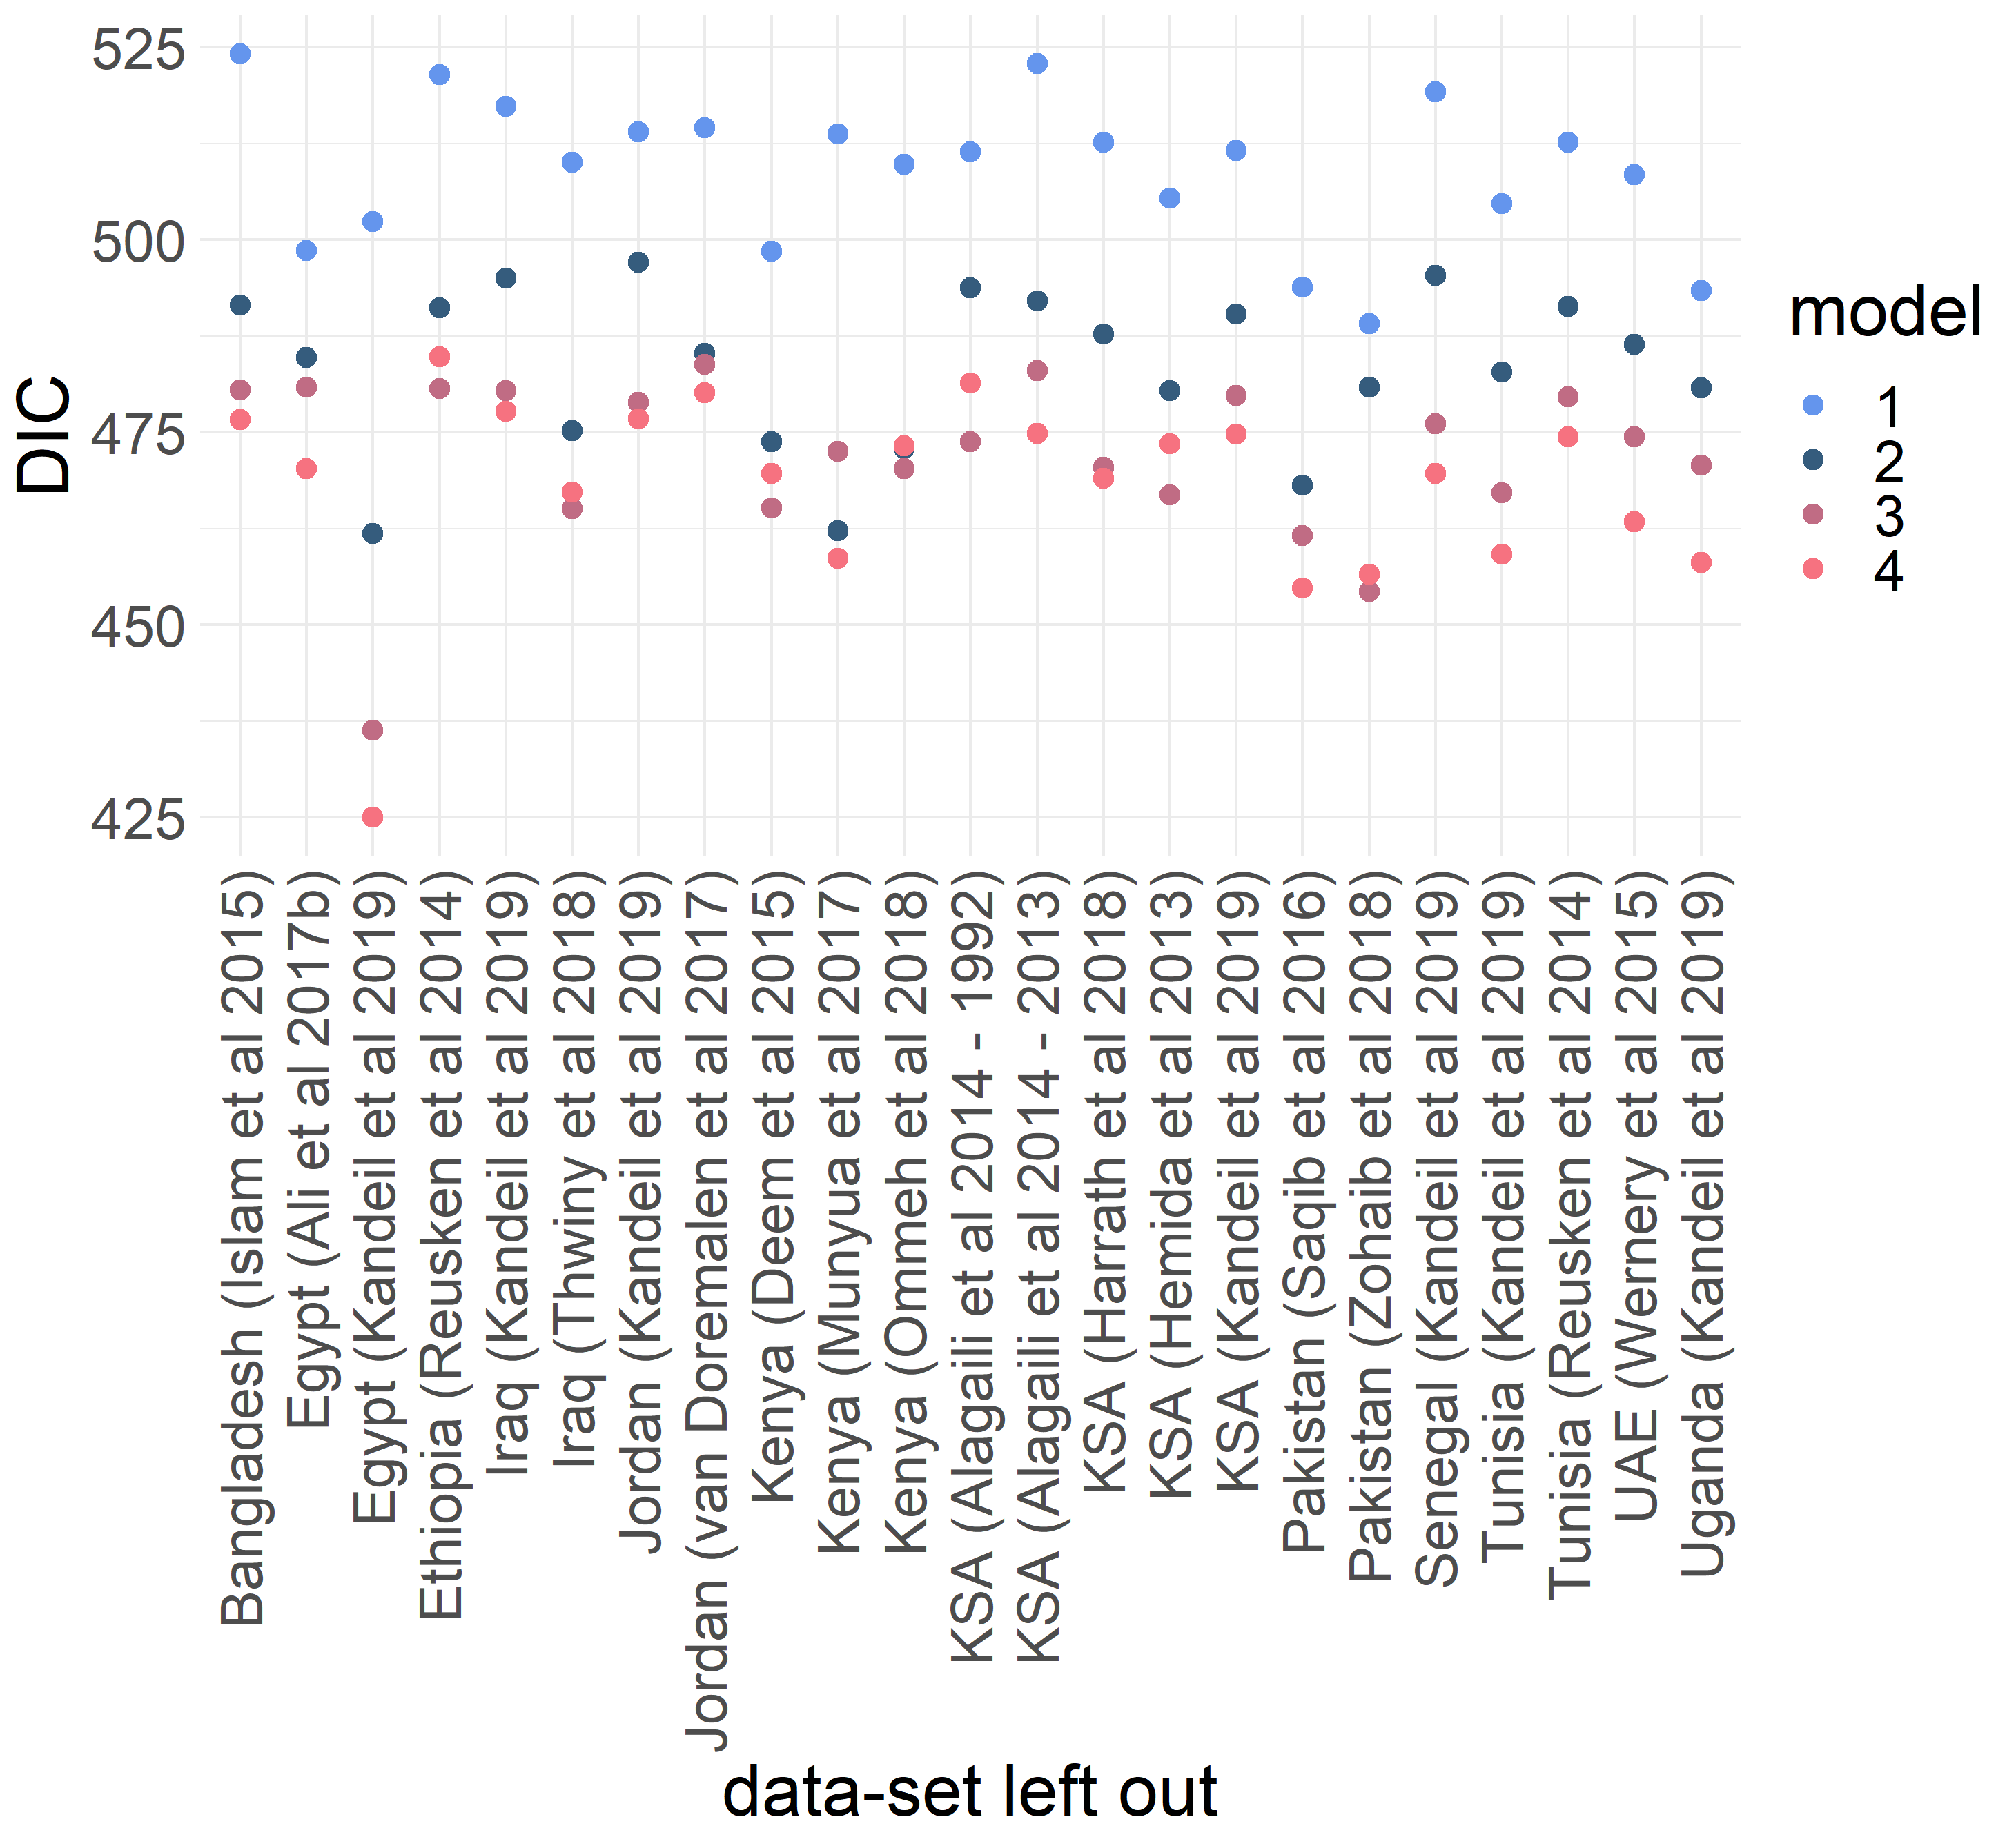 525
500
475
450
425
DIC
model
1
2
3
4
Bangladesh (Islam et al 2015)
Egypt (Ali et al 2017b)
Egypt (Kandeil et al 2019)
Ethiopia (Reusken et al 2014)
Iraq (Kandeil et al 2019)
Iraq (Thwiny et al 2018)
Jordan (Kandeil et al 2019)
Jordan (van Doremalen et al 2017)
Kenya (Deem et al 2015)
Kenya (Munyua et al 2017)
Kenya (Ommeh et al 2018)
KSA (Alagaili et al 2014 - 1992)
KSA (Alagaili et al 2014 - 2013)
KSA (Harrath et al 2018)
KSA (Hemida et al 2013)
KSA (Kandeil et al 2019)
Pakistan (Saqib et al 2016)
Pakistan (Zohaib et al 2018)
Senegal (Kandeil et al 2019)
Tunisia (Kandeil et al 2019)
Tunisia (Reusken et al 2014)
UAE (Wernery et al 2015)
Uganda (Kandeil et al 2019)
data-set left out